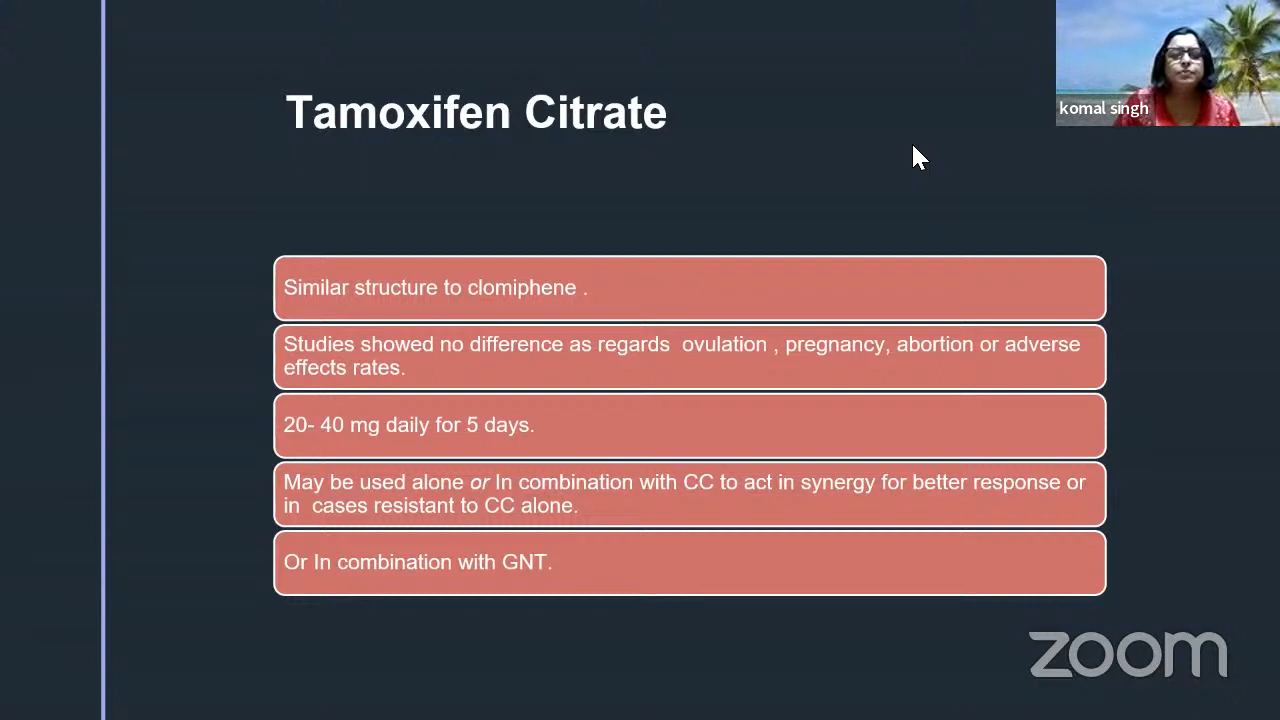 Tamoxifen Citrate
komal singh
Similar structure to clomiphene .
Studies showed no difference as regards  ovulation , pregnancy, abortion or adverse
effects rates.
20- 40 mg daily for 5 days.
May be used alone or In combination with CC to act in synergy for better response or
in  cases resistant to CC alone.
Or In combination with GNT.
zoom